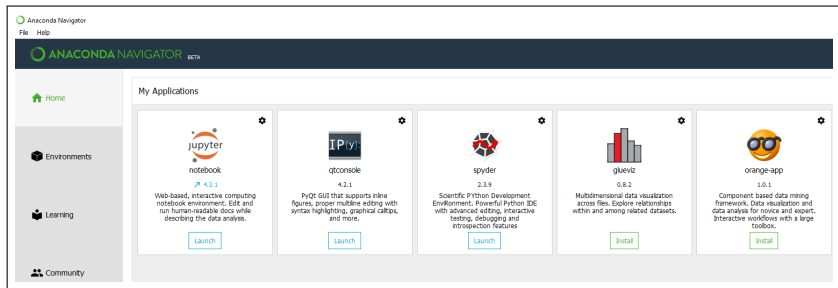 Anaconda Navigator
File Help
ANACONDA NAVIGATOR BETA
Home
Environments
Learning
Community
My Applications
jupyter
notebook
4.2.1
Web-based, interactive computing
notebook environment. Edit and
run human-readable docs while
describing the data analysis.
Launch
IP[y]:
qtconsole
4.2.1
PyQt GUI that supports inline
figures, proper multiline editing with
syntax highlighting, graphical calltips,
and more.
Launch
spyder
2.3.9
Scientific PYthon Development
EnviRonment. Powerful Python IDE
with advanced editing, interactive
testing, debugging and
introspection features
Launch
glueviz
0.8.2
Multidimensional data visualization
across files. Explore relationships
within and among related datasets.
Install
orange-app
1.0.1
Component based data mining
framework. Data visualization and
data analysis for novice and expert.
Interactive workflows with a large
toolbox.
Install